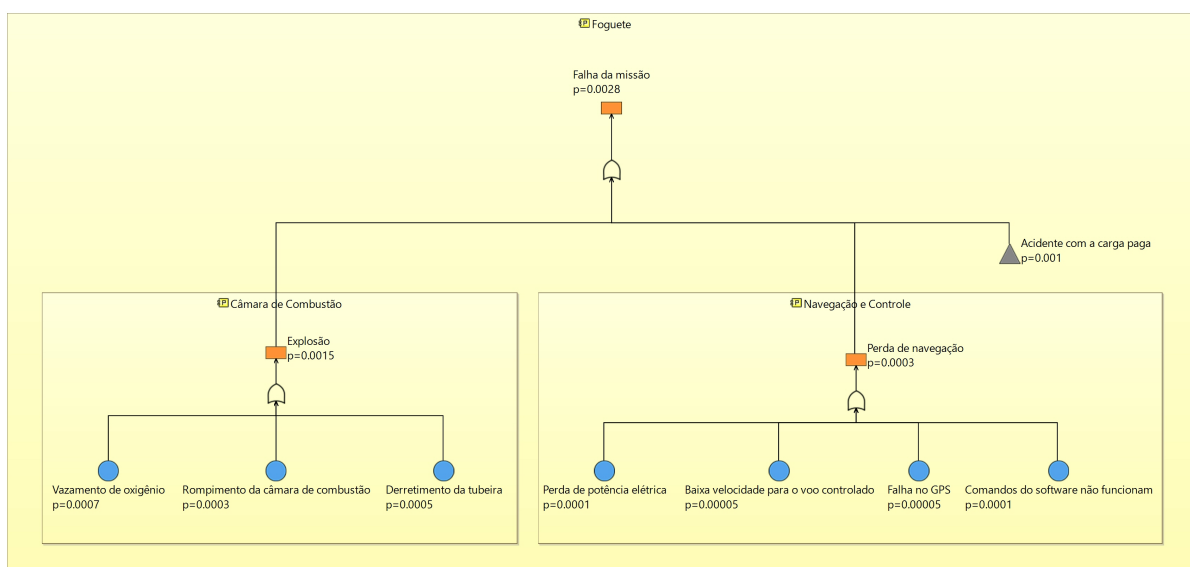 Foguete
Falha da missão
p=0.0028
Acidente com a carga paga
p=0.001
Câmara de Combustão
Explosão
p=0.0015
Vazamento de oxigênio
p=0.0007
Rompimento da câmara de combustão
p=0.0003
Derretimento da tubeira
p=0.0005
Navegação e Controle
Perda de navegação
p=0.0003
Perda de potência elétrica
p=0.0001
Baixa velocidade para o voo controlado
p=0.00005
Falha no GPS
p=0.00005
Comandos do software não funcionam
p=0.0001